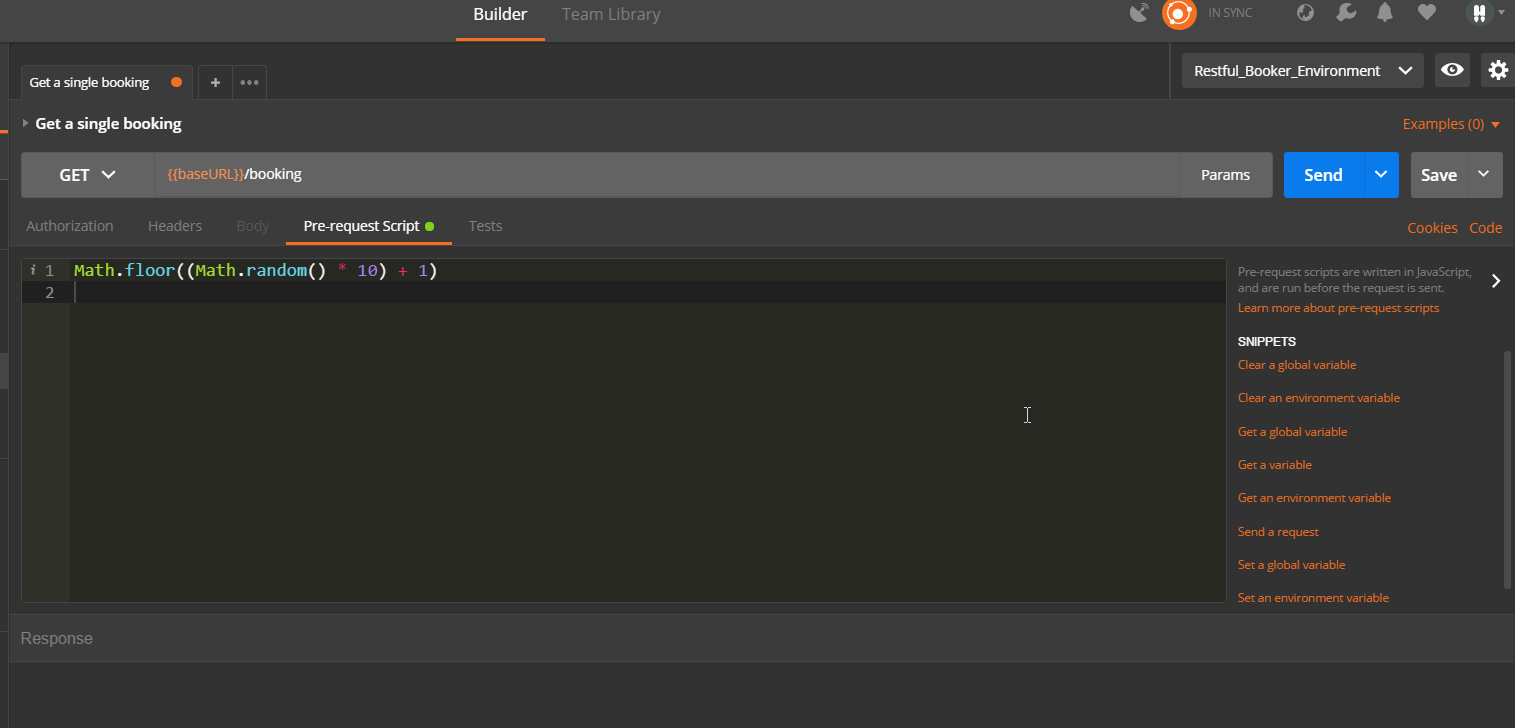 Builder Team Library IN SYNC
Get a single booking + ••• Restful_Booker_Environment
Get a single booking Examples (0)
GET {{baseURL}}/booking Params Send Save
Authorization Headers Body Pre-request Script Tests Cookies Code
i 1 Math.floor((Math.random() * 10) + 1)
2
Pre-request scripts are written in JavaScript,
and are run before the request is sent.
Learn more about pre-request scripts
SNIPPETS
Clear a global variable
Clear an environment variable
Get a global variable
Get a variable
Get an environment variable
Send a request
Set a global variable
Set an environment variable
Response